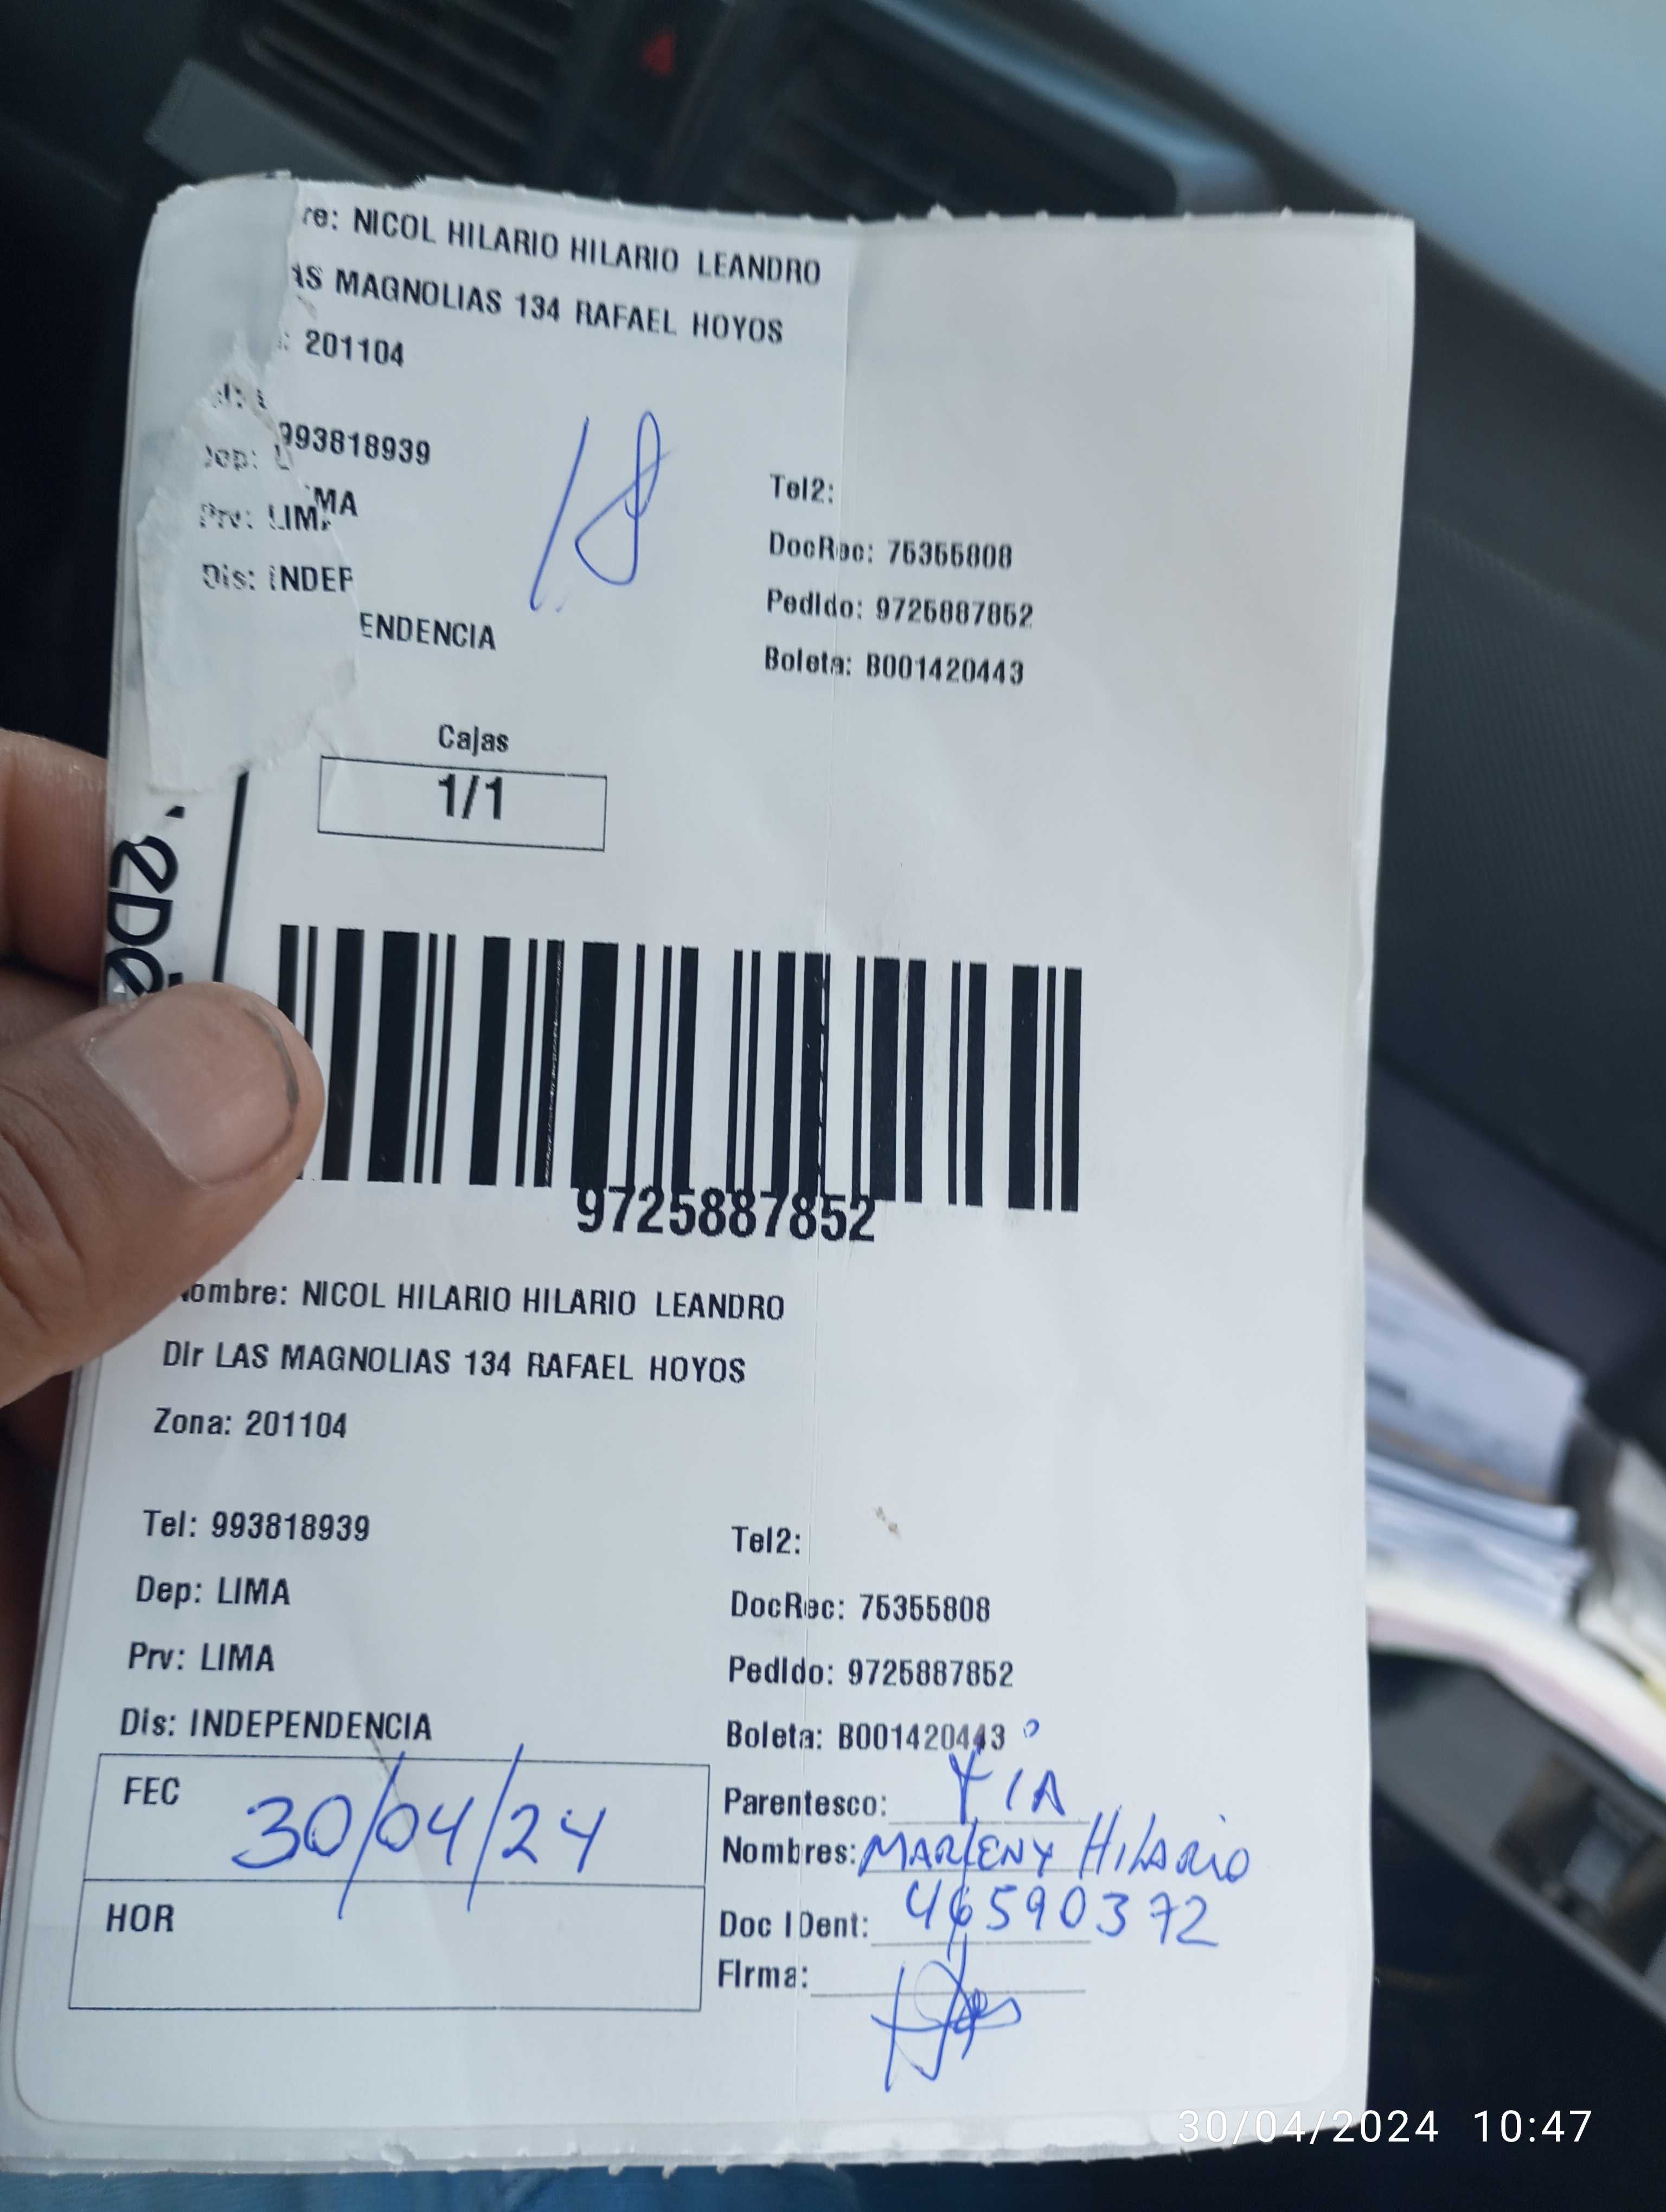 re: NICOL HILARIO HILARIO LEANDRO
AS MAGNOLIAS 134 RAFAEL HOYOS
: 201104
993818939
Dep: L
MA
Prv: LIMA
Dis: INDEP
ENDENCIA
18
Tel2:
DocRec: 75355808
Pedido: 9725887852
Boleta: B001420443
Cajas
1/1
9725887852
ombre: NICOL HILARIO HILARIO LEANDRO
Dir LAS MAGNOLIAS 134 RAFAEL HOYOS
Zona: 201104
Tel: 993818939
Dep: LIMA
Prv: LIMA
Dis: INDEPENDENCIA
Tel2:
DocRec: 75355808
Pedido: 9725887852
Boleta: B001420443
FEC 30/04/24
HOR
Parentesco: TIA
Nombres: MARLENY HILARIO
Doc IDent: 46590372
Firma:
30/04/2024 10:47